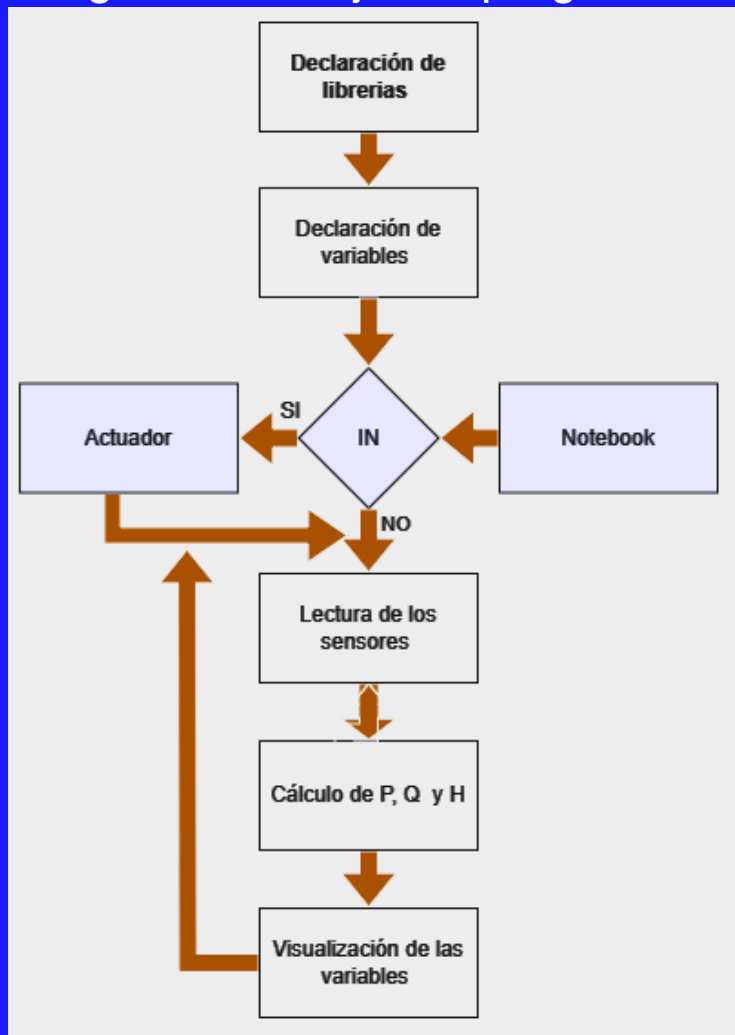 Declaración de
librerias
Declaración de
variables
SI
Actuador
IN
Notebook
NO
Lectura de los
sensores
Cálculo de P, Q y H
Visualización de las
variables